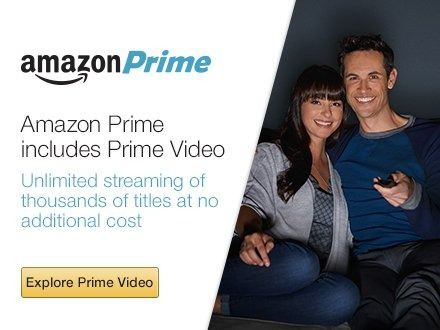 amazonPrime
Amazon Prime
includes Prime Video
Unlimited streaming of
thousands of titles at no
additional cost
Explore Prime Video